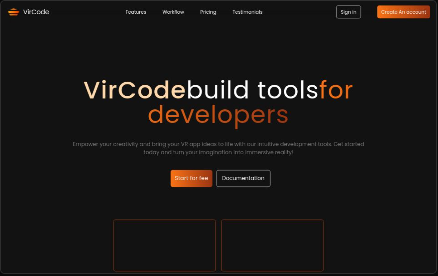 VirCode
Features
Workflow
Pricing
Testimonials
Sign in
Create An account
VirCodebuild toolsfor
developers
Empower your creativity and bring your VR app ideas to life with our intuitive development tools. Get started
today and turn your imagination into immersive reality!
Start for fee
Documentation